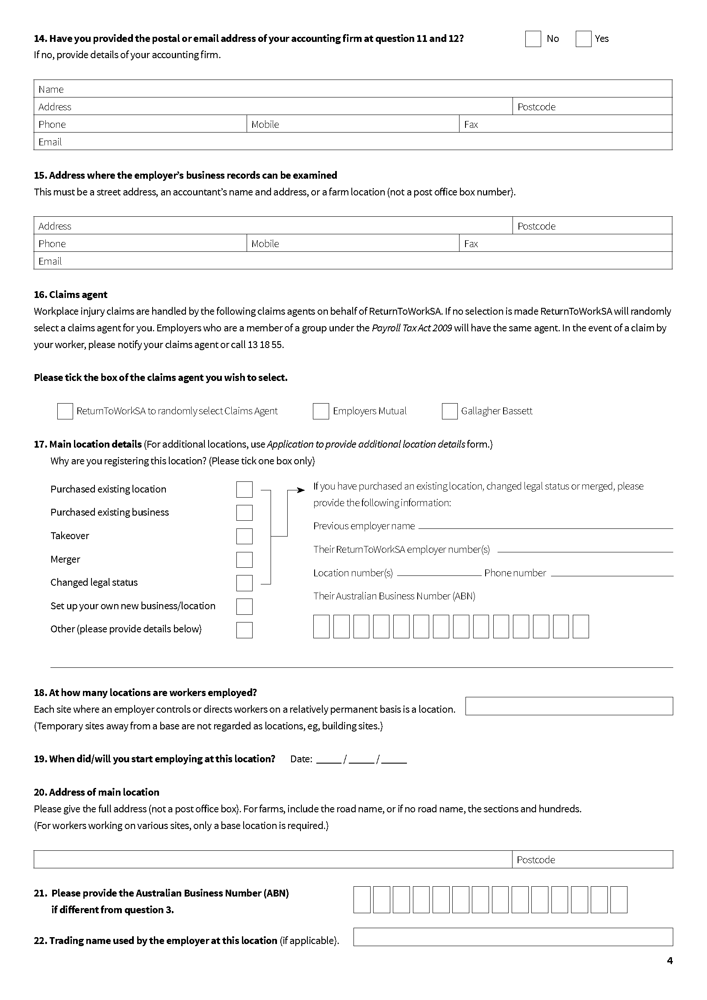 14. Have you provided the postal or email address of your accounting firm at question 11 and 12? No Yes
If no, provide details of your accounting firm.
Name
Address Postcode
Phone Mobile Fax
Email
15. Address where the employer’s business records can be examined
This must be a street address, an accountant’s name and address, or a farm location (not a post office box number).
Address Postcode
Phone Mobile Fax
Email
16. Claims agent
Workplace injury claims are handled by the following claims agents on behalf of ReturnToWorkSA. If no selection is made ReturnToWorkSA will randomly
select a claims agent for you. Employers who are a member of a group under the Payroll Tax Act 2009 will have the same agent. In the event of a claim by
your worker, please notify your claims agent or call 13 18 55.
Please tick the box of the claims agent you wish to select.
ReturnToWorkSA to randomly select Claims Agent Employers Mutual Gallagher Bassett
17. Main location details (For additional locations, use Application to provide additional location details form.)
Why are you registering this location? (Please tick one box only)
Purchased existing location
Purchased existing business
Takeover
Merger
Changed legal status
Set up your own new business/location
Other (please provide details below)
If you have purchased an existing location, changed legal status or merged, please
provide the following information:
Previous employer name
Their ReturnToWorkSA employer number(s)
Location number(s) Phone number
Their Australian Business Number (ABN)
18. At how many locations are workers employed?
Each site where an employer controls or directs workers on a relatively permanent basis is a location.
(Temporary sites away from a base are not regarded as locations, eg, building sites.)
19. When did/will you start employing at this location? Date: _____ / _____ / _____
20. Address of main location
Please give the full address (not a post office box). For farms, include the road name, or if no road name, the sections and hundreds.
(For workers working on various sites, only a base location is required.)
Postcode
21. Please provide the Australian Business Number (ABN)
if different from question 3.
22. Trading name used by the employer at this location (if applicable).
4